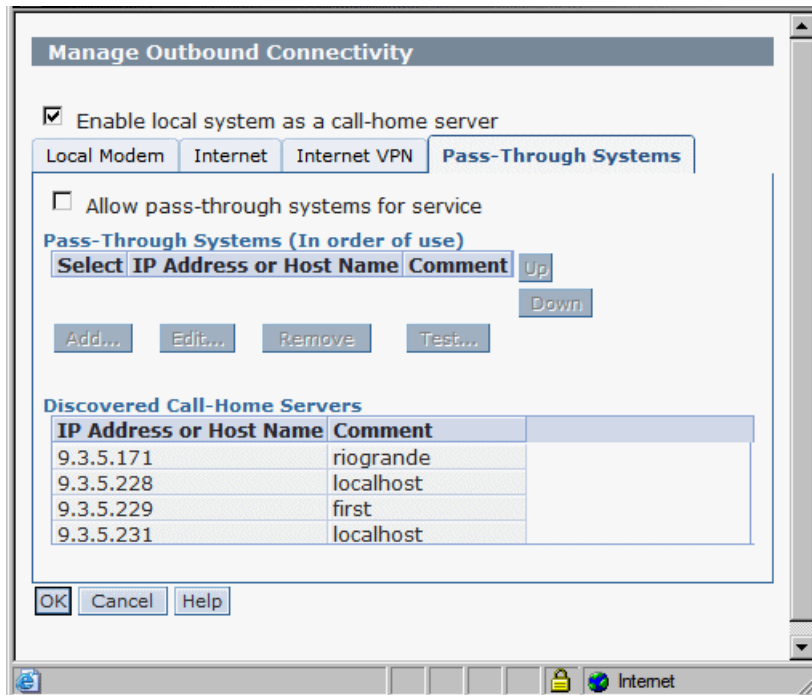 Manage Outbound Connectivity
Enable local system as a call-home server
Local Modem Internet Internet VPN Pass-Through Systems
Allow pass-through systems for service
Pass-Through Systems (In order of use)
Select IP Address or Host Name Comment Up
Down
Add... Edit... Remove Test...
Discovered Call-Home Servers
IP Address or Host Name Comment
9.3.5.171 riogrande
9.3.5.228 localhost
9.3.5.229 first
9.3.5.231 localhost
OK Cancel Help
Internet